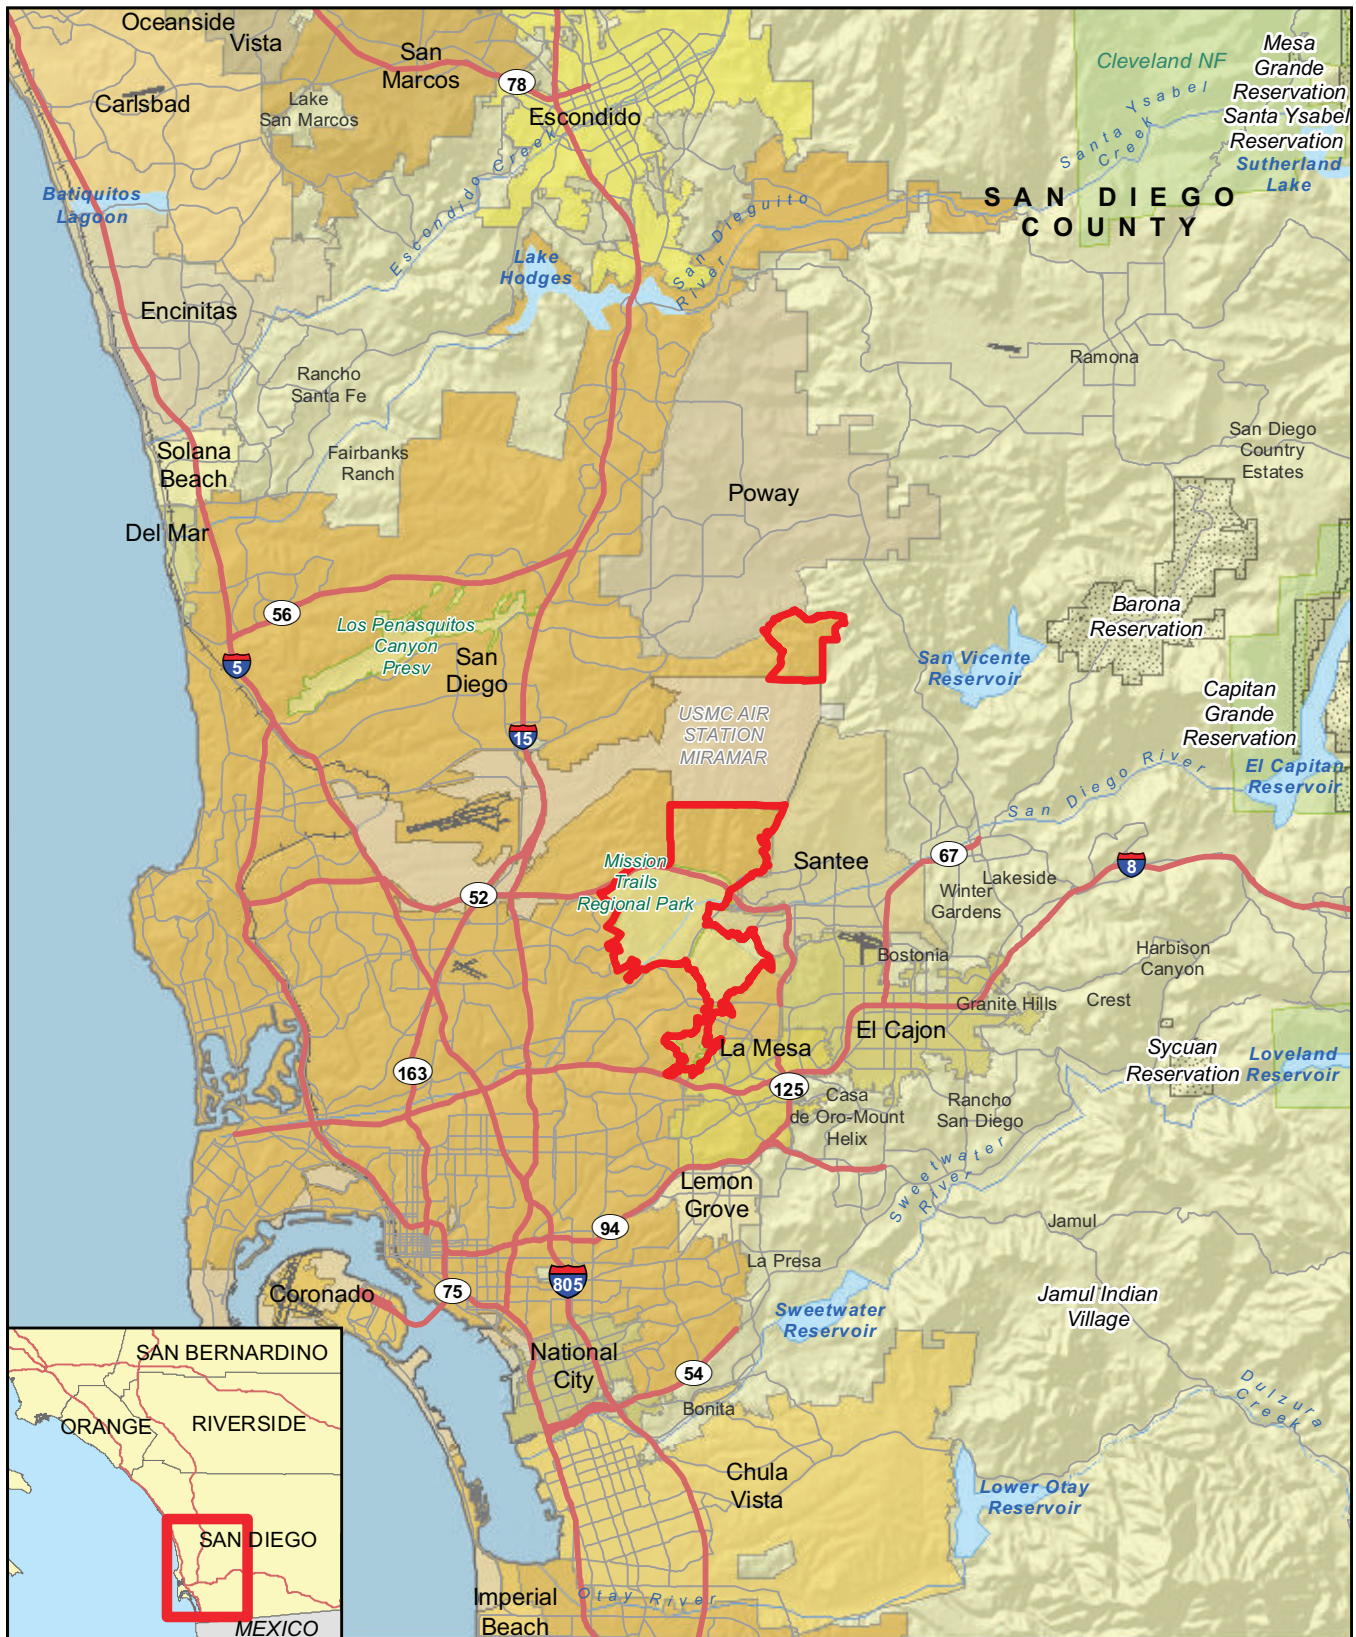 Oceanside
Vista
San
Marcos
78
Carlsbad
Lake
San Marcos
Escondido
Cleveland NF
Mesa
Grande
Reservation
Santa Ysabel
Reservation
Santa Ysabel
Creek
Sutherland
Lake
SAN DIEGO
COUNTY
Batiquitos
Lagoon
Escondido Creek
San Dieguito
River
Lake
Hodges
Encinitas
Ramona
Rancho
Santa Fe
San Diego
Country
Estates
Solana
Beach
Fairbanks
Ranch
Poway
Del Mar
56
Los Penasquitos
Canyon
Presv
Barona
Reservation
5
San
Diego
San Vicente
Reservoir
Capitan
Grande
Reservation
15
USMC AIR
STATION
MIRAMAR
San Diego River
El Capitan
Reservoir
Mission
Trails
Regional Park
Santee
67
8
52
Lakeside
Winter
Gardens
Bostonia
Harbison
Canyon
Granite Hills
Crest
El Cajon
La Mesa
Sycuan
Reservation
Loveland
Reservoir
163
125
Casa
de Oro-Mount
Helix
Rancho
San Diego
Sweetwater
River
Lemon
Grove
94
Jamul
La Presa
805
75
Coronado
Jamul Indian
Village
Sweetwater
Reservoir
National
City
54
Bonita
Dulzura
Creek
Chula
Vista
Lower Otay
Reservoir
Imperial
Beach
Otay River
SAN BERNARDINO
ORANGE
RIVERSIDE
SAN DIEGO
MEXICO